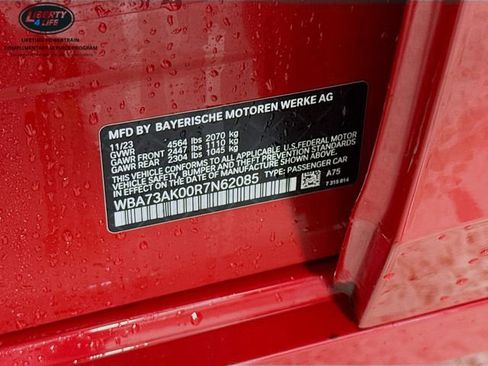 LIBERTY
4 LIFE
LIFETIME POWERTRAIN
COMPLEMENTARY SERVICE PROGRAM
MFD BY BAYERISCHE MOTOREN WERKE AG
11/23 4564 lbs 2070 kg
GVWR
GAWR FRONT 2447 lbs 1110 kg
GAWR REAR 2304 lbs 1045 kg
THIS VEHICLE CONFORMS TO ALL APPLICABLE U.S.FEDERAL MOTOR
VEHICLE SAFETY, BUMPER, AND THEFT PREVENTION STANDARDS IN
EFFECT ON THE DATE OF MANUFACTURE SHOWN ABOVE.
WBA73AK00R7N62085 TYPE: PASSENGER CAR
A75
7 315 814